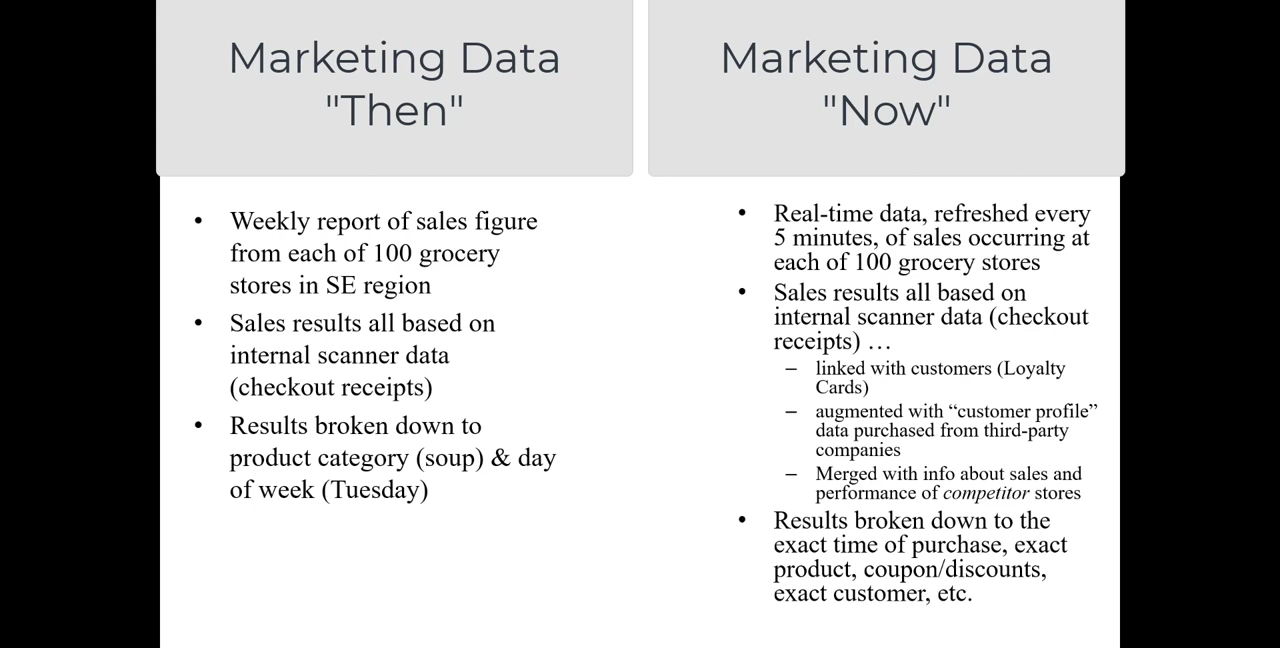 Marketing Data
"Then"
• Weekly report of sales figure
from each of 100 grocery
stores in SE region
• Sales results all based on
internal scanner data
(checkout receipts)
• Results broken down to
product category (soup) & day
of week (Tuesday)
Marketing Data
"Now"
• Real-time data, refreshed every
5 minutes, of sales occurring at
each of 100 grocery stores
• Sales results all based on
internal scanner data (checkout
receipts) …
– linked with customers (Loyalty
Cards)
– augmented with “customer profile”
data purchased from third-party
companies
– Merged with info about sales and
performance of competitor stores
• Results broken down to the
exact time of purchase, exact
product, coupon/discounts,
exact customer, etc.